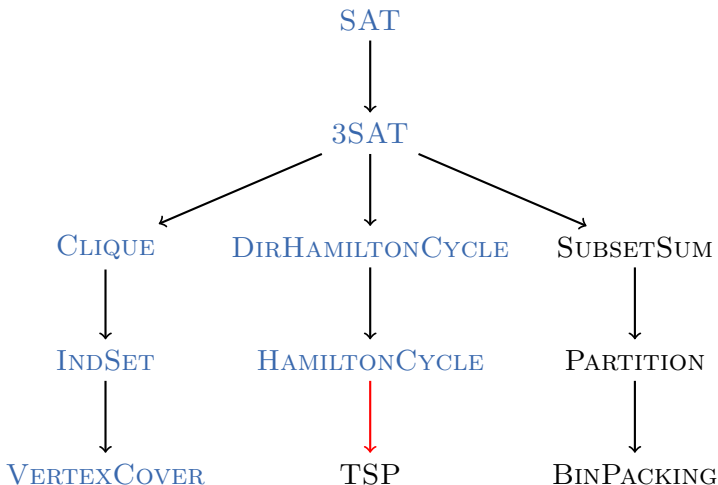 SAT
3SAT
CLIQUE DIRHAMILTONCYCLE SUBSETSUM
INDSET HAMILTONCYCLE PARTITION
VERTEXCOVER TSP BINPACKING